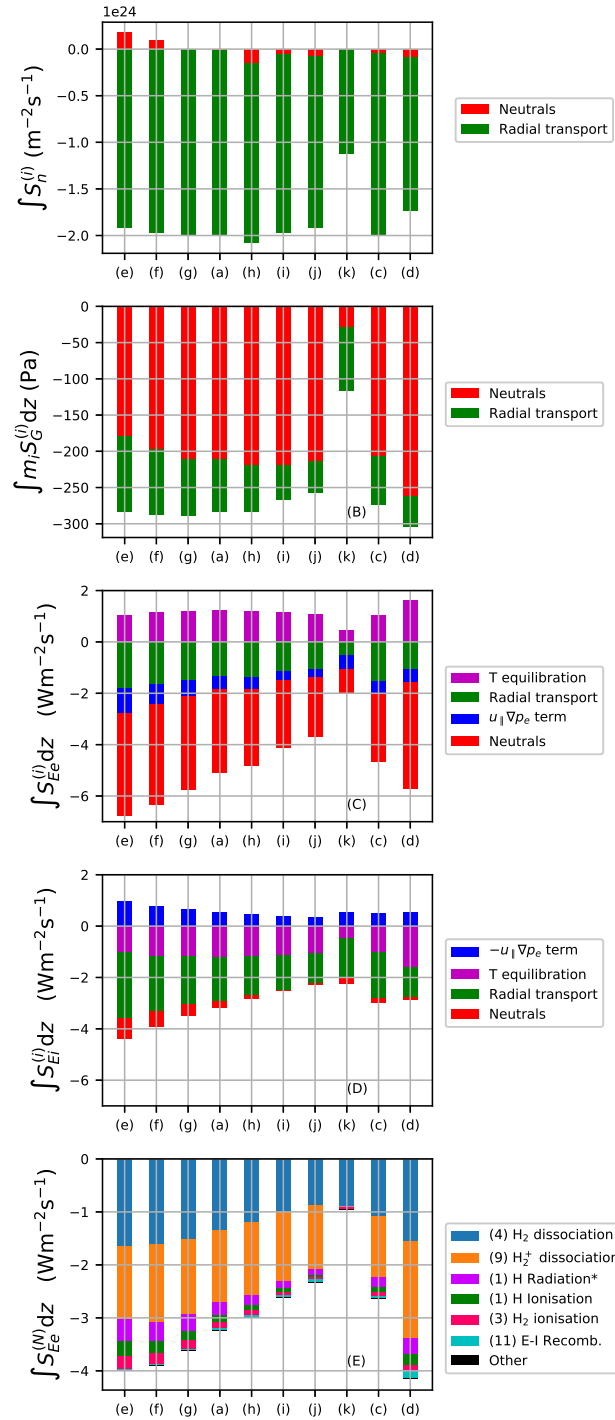 1e24
0.0
−0.5
−1.0
−1.5
−2.0
∫ S_n^(i) (m⁻²s⁻¹)
(e) (f) (g) (a) (h) (i) (j) (k) (c) (d)
Neutrals
Radial transport
0
−50
−100
−150
−200
−250
−300
∫ m_i S_G^(i) dz (Pa)
(B)
(e) (f) (g) (a) (h) (i) (j) (k) (c) (d)
Neutrals
Radial transport
2
0
−2
−4
−6
∫ S_Ee^(i) dz (Wm⁻²s⁻¹)
(C)
(e) (f) (g) (a) (h) (i) (j) (k) (c) (d)
T equilibration
Radial transport
u_∥∇p_e term
Neutrals
2
0
−2
−4
−6
∫ S_Ei^(i) dz (Wm⁻²s⁻¹)
(D)
(e) (f) (g) (a) (h) (i) (j) (k) (c) (d)
−u_∥∇p_e term
T equilibration
Radial transport
Neutrals
0
−1
−2
−3
−4
∫ S_Ee^(N) dz (Wm⁻²s⁻¹)
(E)
(e) (f) (g) (a) (h) (i) (j) (k) (c) (d)
(4) H₂ dissociation
(9) H₂⁺ dissociation
(1) H Radiation*
(1) H Ionisation
(3) H₂ ionisation
(11) E-I Recomb.
Other